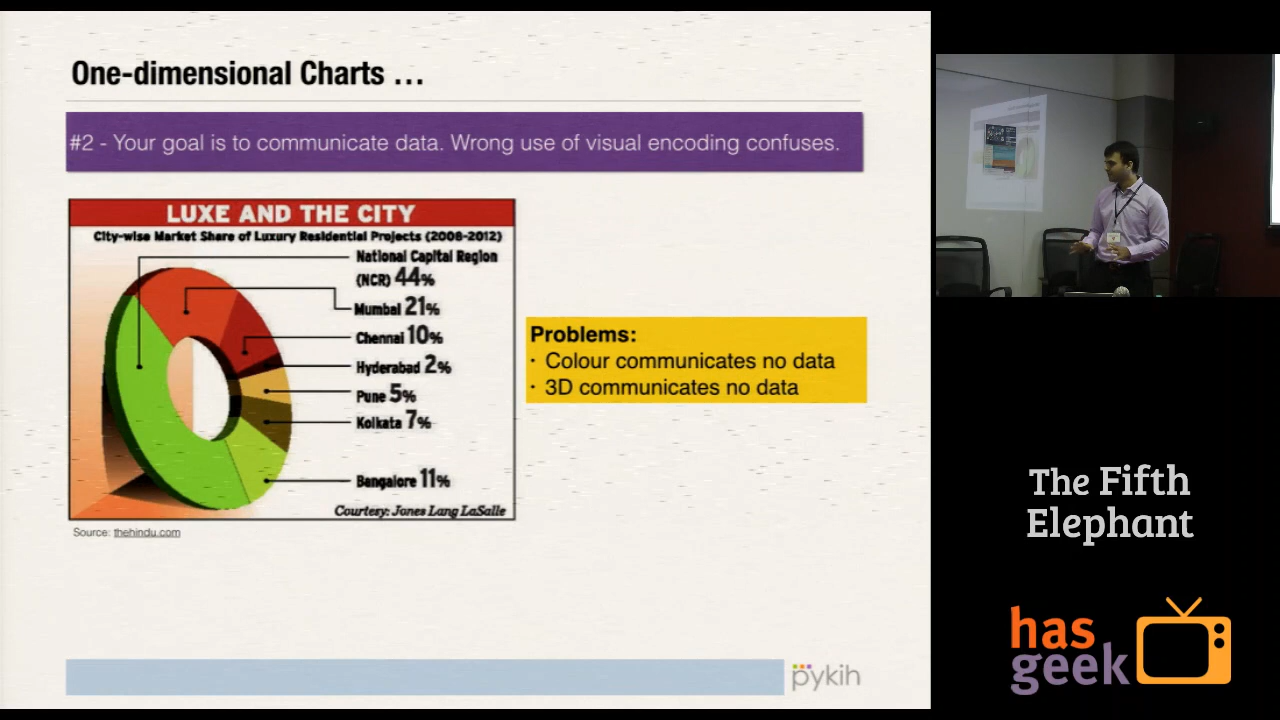 One-dimensional Charts …
#2 - Your goal is to communicate data. Wrong use of visual encoding confuses.
LUXE AND THE CITY
City-wise Market Share of Luxury Residential Projects (2008-2012)
National Capital Region
(NCR) 44%
Mumbai 21%
Chennai 10%
Hyderabad 2%
Pune 5%
Kolkata 7%
Bangalore 11%
Courtesy: Jones Lang LaSalle
Source: thehindu.com
Problems:
· Colour communicates no data
· 3D communicates no data
pykih
The Fifth
Elephant
has
geek